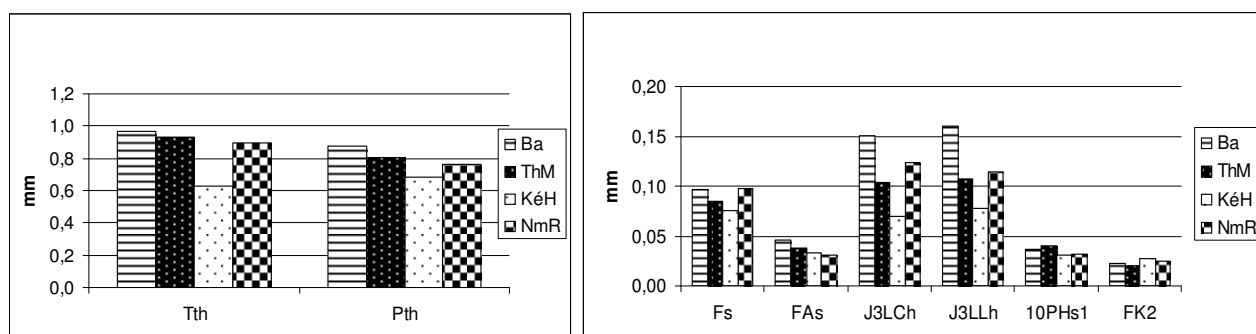 mm
1,2
1,0
0,8
0,6
0,4
0,2
0,0
Tth Pth
Ba
ThM
KéH
NmR
mm
0,20
0,15
0,10
0,05
0,00
Fs FAs J3LCh J3LLh 10PHs1 FK2
Ba
ThM
KéH
NmR